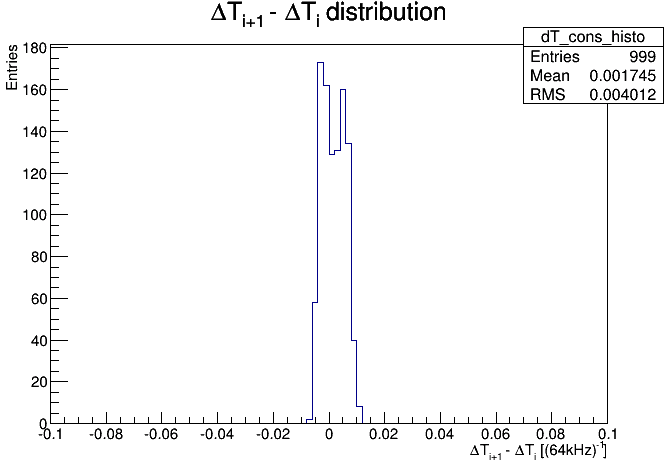 ΔT_{i+1} - ΔT_i distribution
dT_cons_histo
Entries 999
Mean 0.001745
RMS 0.004012
Entries
180
160
140
120
100
80
60
40
20
0
-0.1 -0.08 -0.06 -0.04 -0.02 0 0.02 0.04 0.06 0.08 0.1
ΔT_{i+1} - ΔT_i [(64kHz)^{-1}]